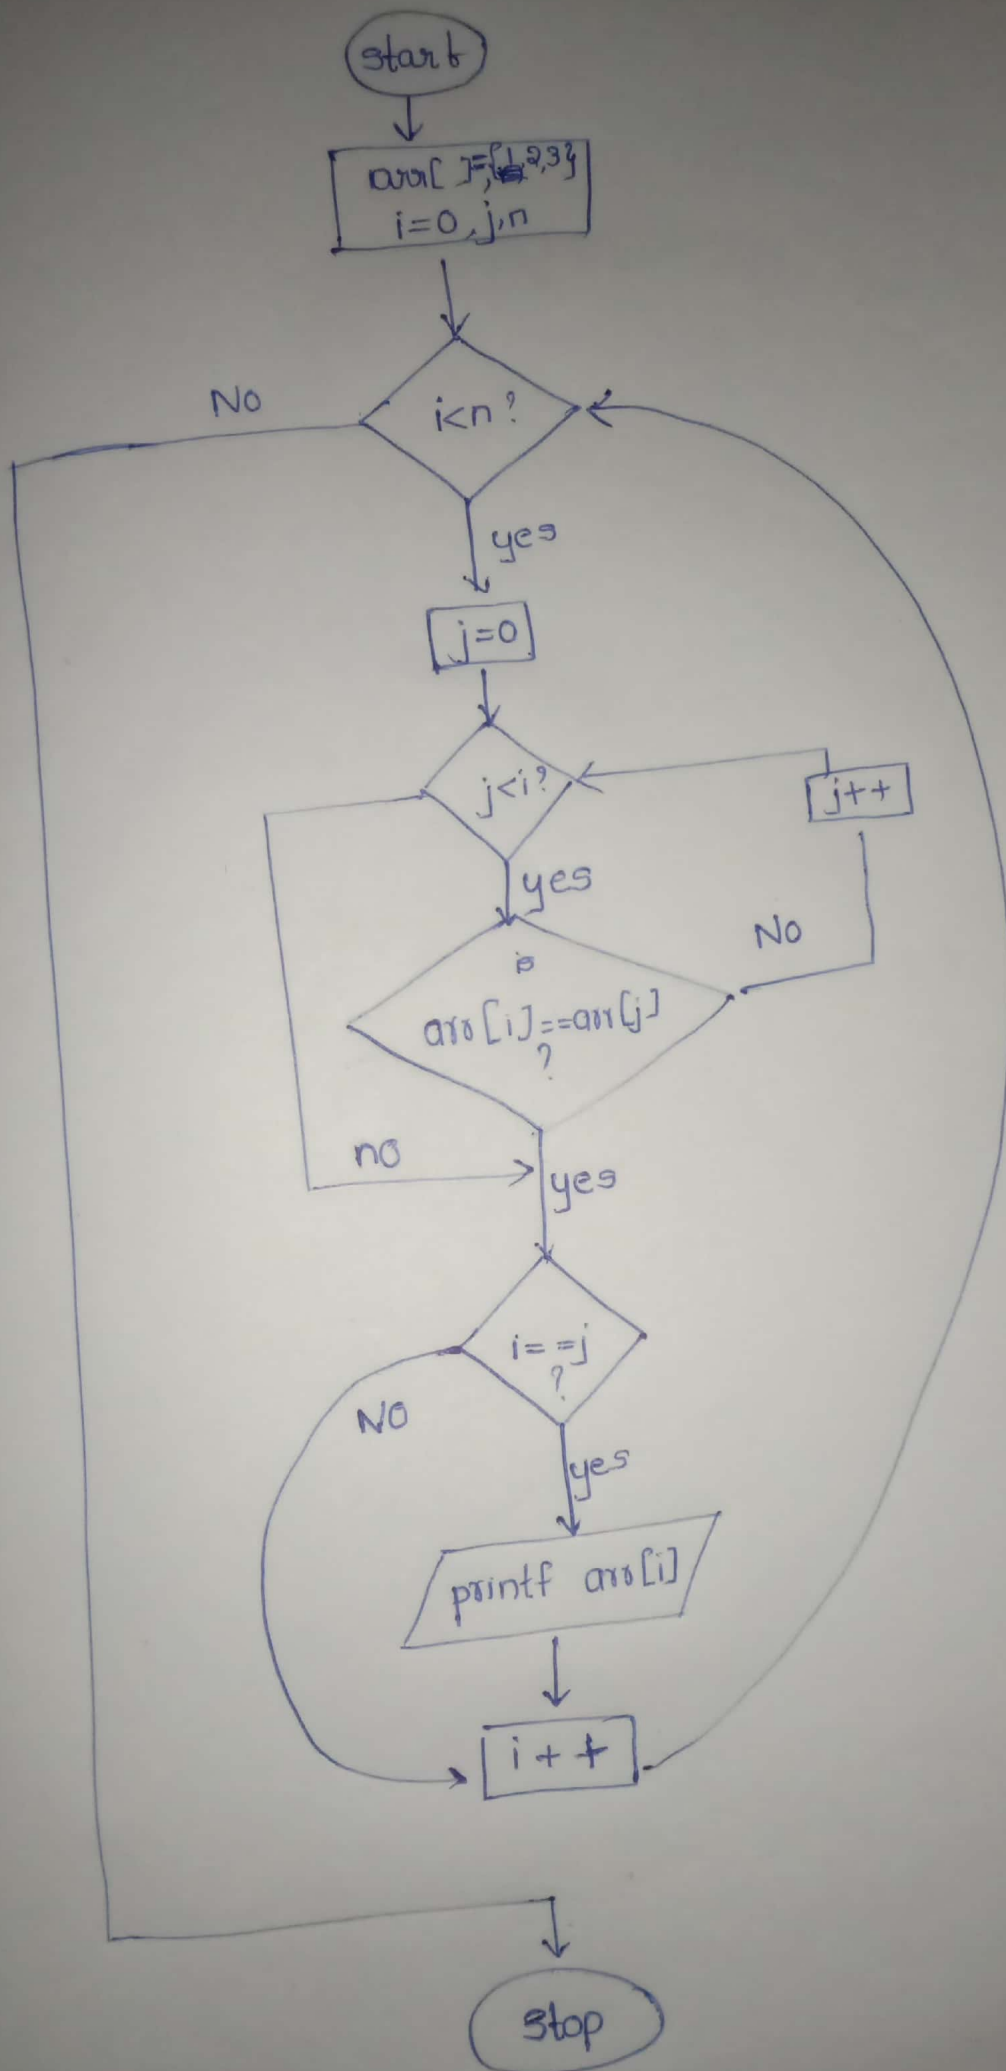 start
arr[ ]={1,2,3}
i=0, j, n
i<n?
No
yes
j=0
j<i?
j++
yes
No
is
arr[i]==arr[j]
?
no
yes
i==j
?
NO
yes
printf arr[i]
i++
stop